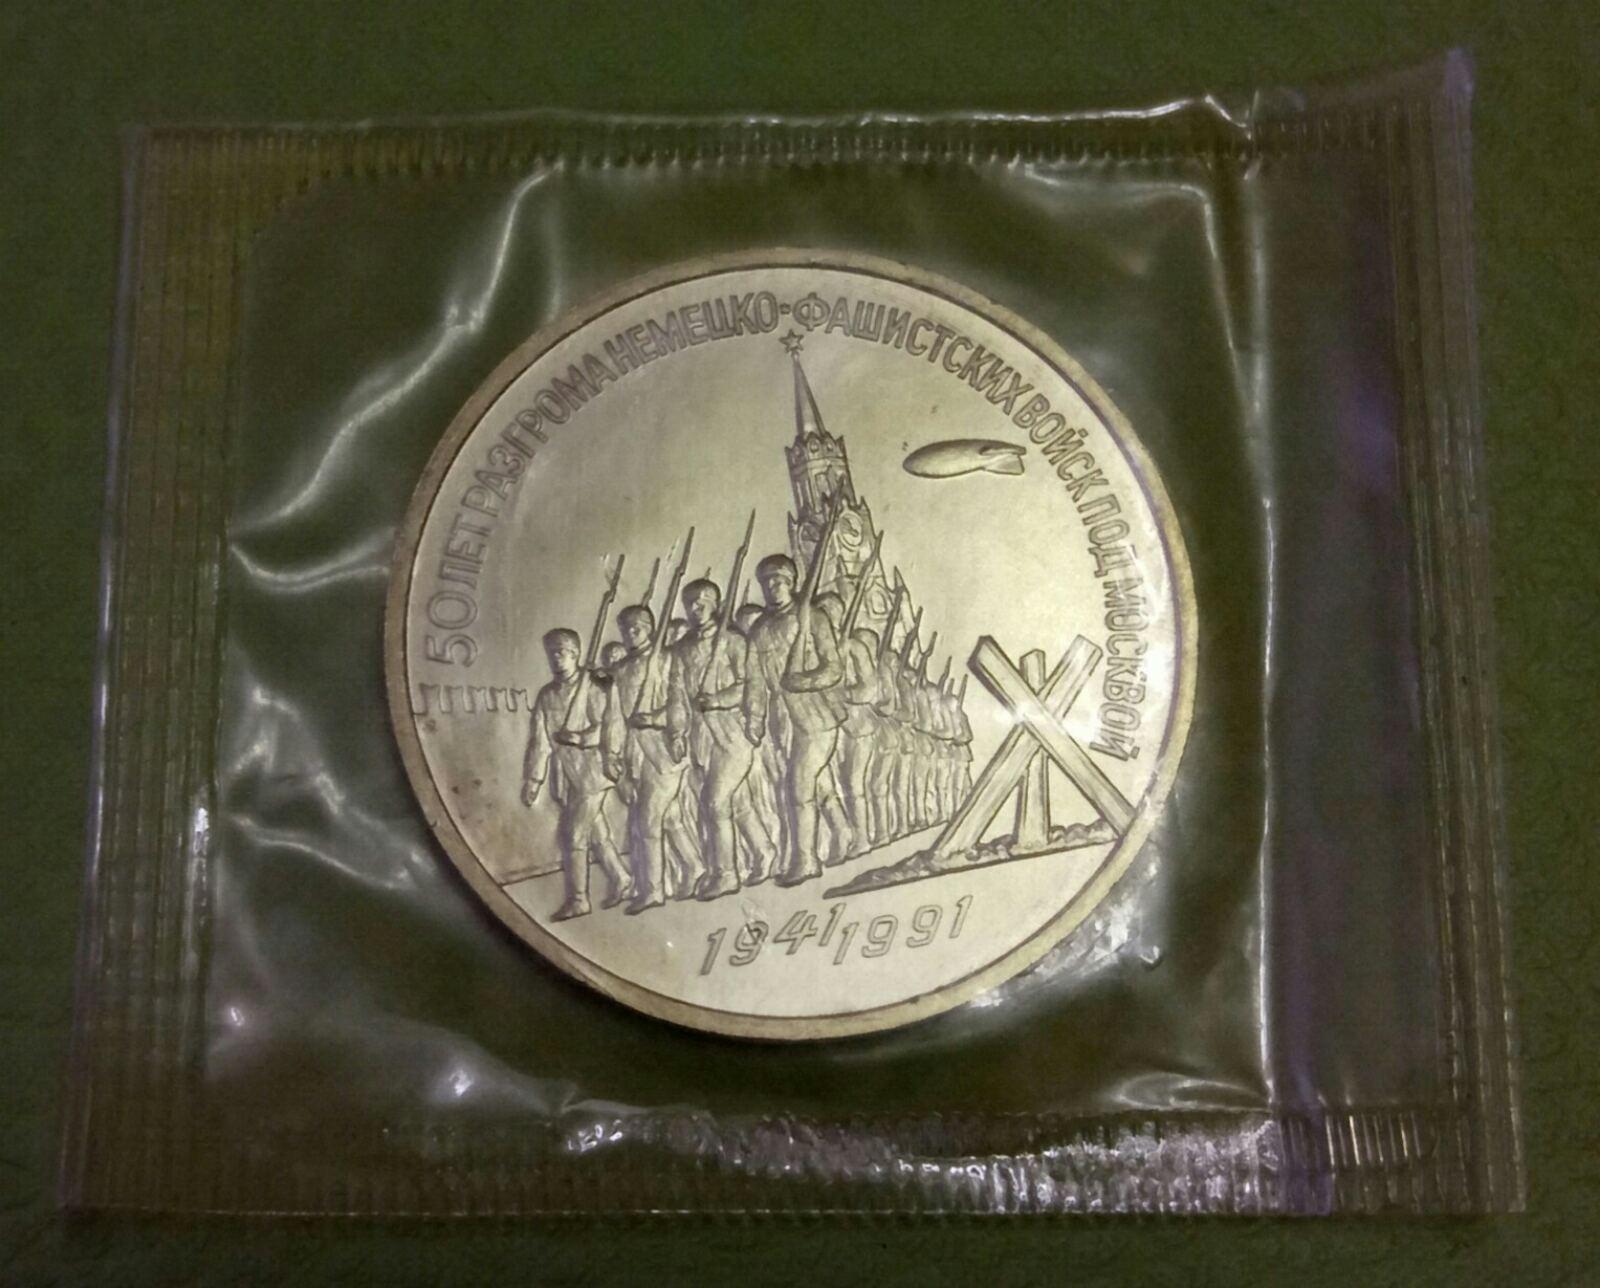 50 ЛЕТ РАЗГРОМА НЕМЕЦКО-ФАШИСТСКИХ ВОЙСК ПОД МОСКВОЙ
1941/1991